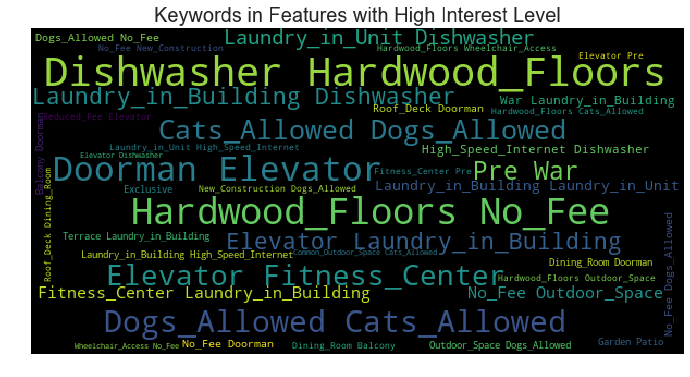 Keywords in Features with High Interest Level
Dogs_Allowed No_Fee
Laundry_in_Unit Dishwasher
No_Fee New_Construction
Hardwood_Floors Wheelchair_Access
Elevator Pre
Dishwasher Hardwood_Floors
Laundry_in_Building Dishwasher
War Laundry_in_Building
Roof_Deck Doorman
Hardwood_Floors Cats_Allowed
Reduced_Fee Elevator
Balcony Doorman
Cats_Allowed Dogs_Allowed
Laundry_in_Unit High_Speed_Internet
High_Speed_Internet Dishwasher
Elevator Dishwasher
Doorman Elevator
Fitness_Center Pre
Pre War
Exclusive
New_Construction Dogs_Allowed
Laundry_in_Building Laundry_in_Unit
Roof_Deck Dining_Room
Hardwood_Floors No_Fee
Terrace Laundry_in_Building
Elevator Laundry_in_Building
Laundry_in_Building High_Speed_Internet
Common_Outdoor_Space Cats_Allowed
Dining_Room Doorman
Elevator Fitness_Center
Hardwood_Floors Outdoor_Space
Fitness_Center Laundry_in_Building
No_Fee Outdoor_Space
No_Fee Dogs_Allowed
Dogs_Allowed Cats_Allowed
Wheelchair_Access No_Fee
No_Fee Doorman
Dining_Room Balcony
Outdoor_Space Dogs_Allowed
Garden Patio